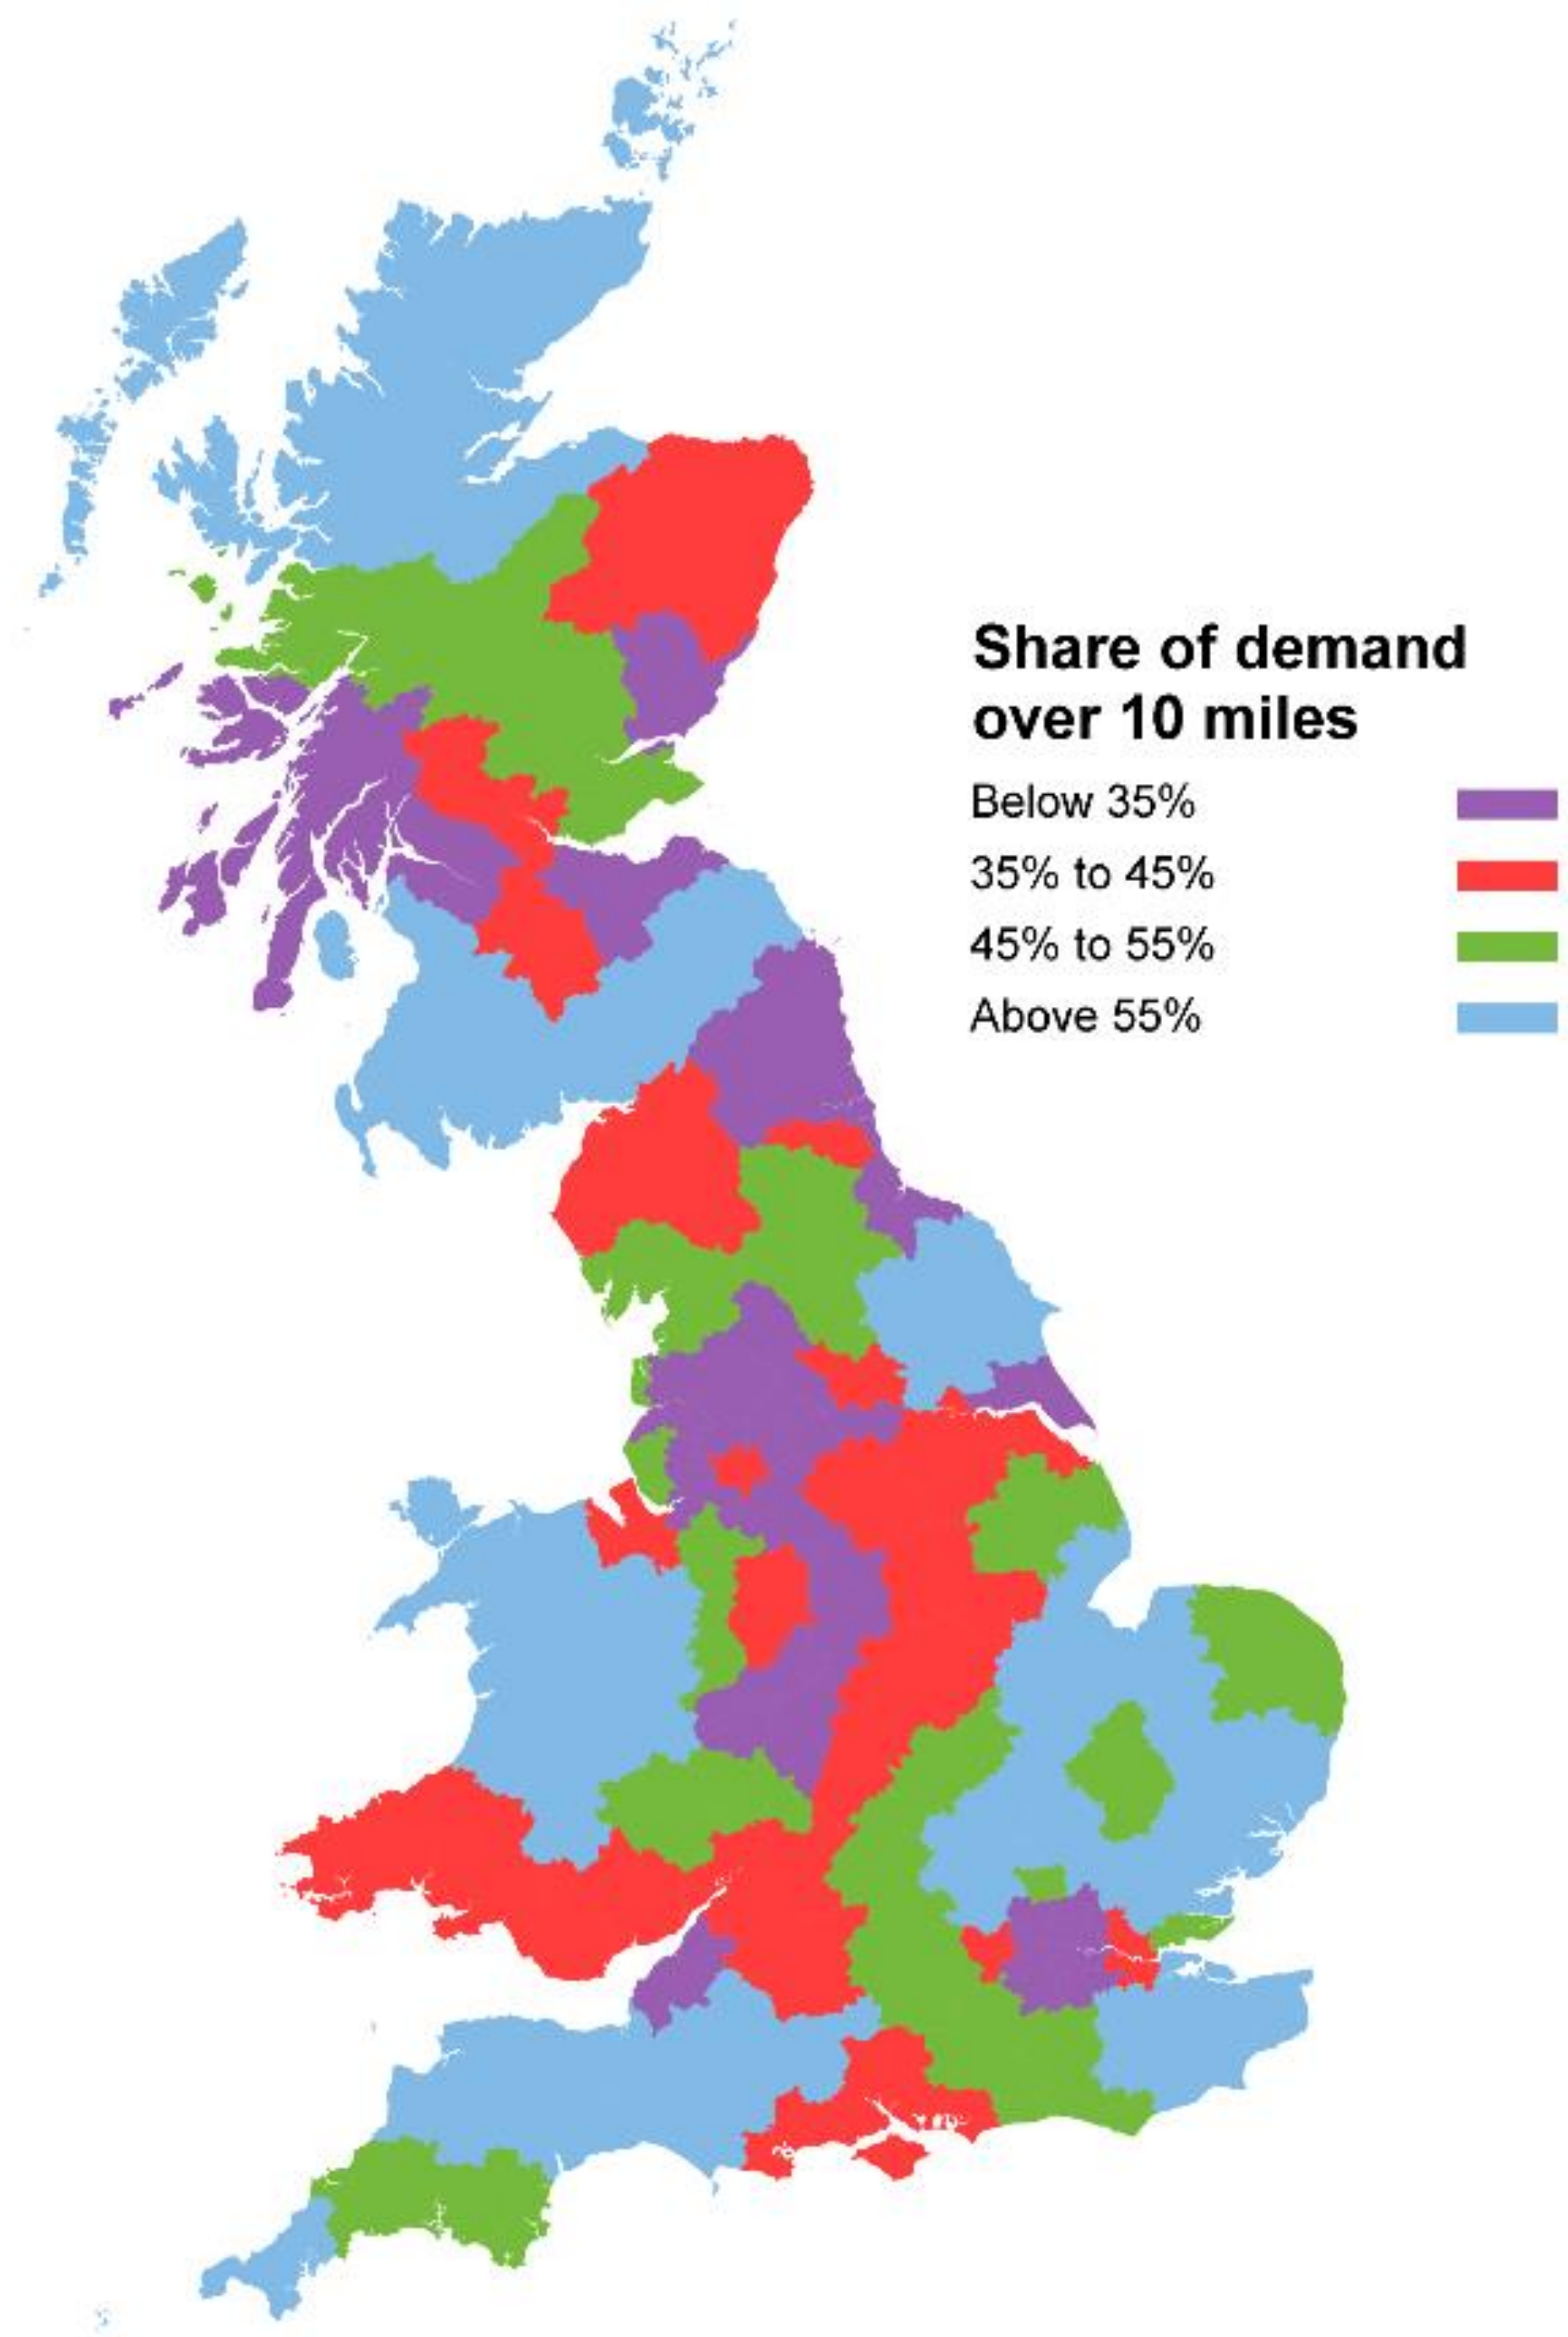 Share of demand
over 10 miles
Below 35%
35% to 45%
45% to 55%
Above 55%